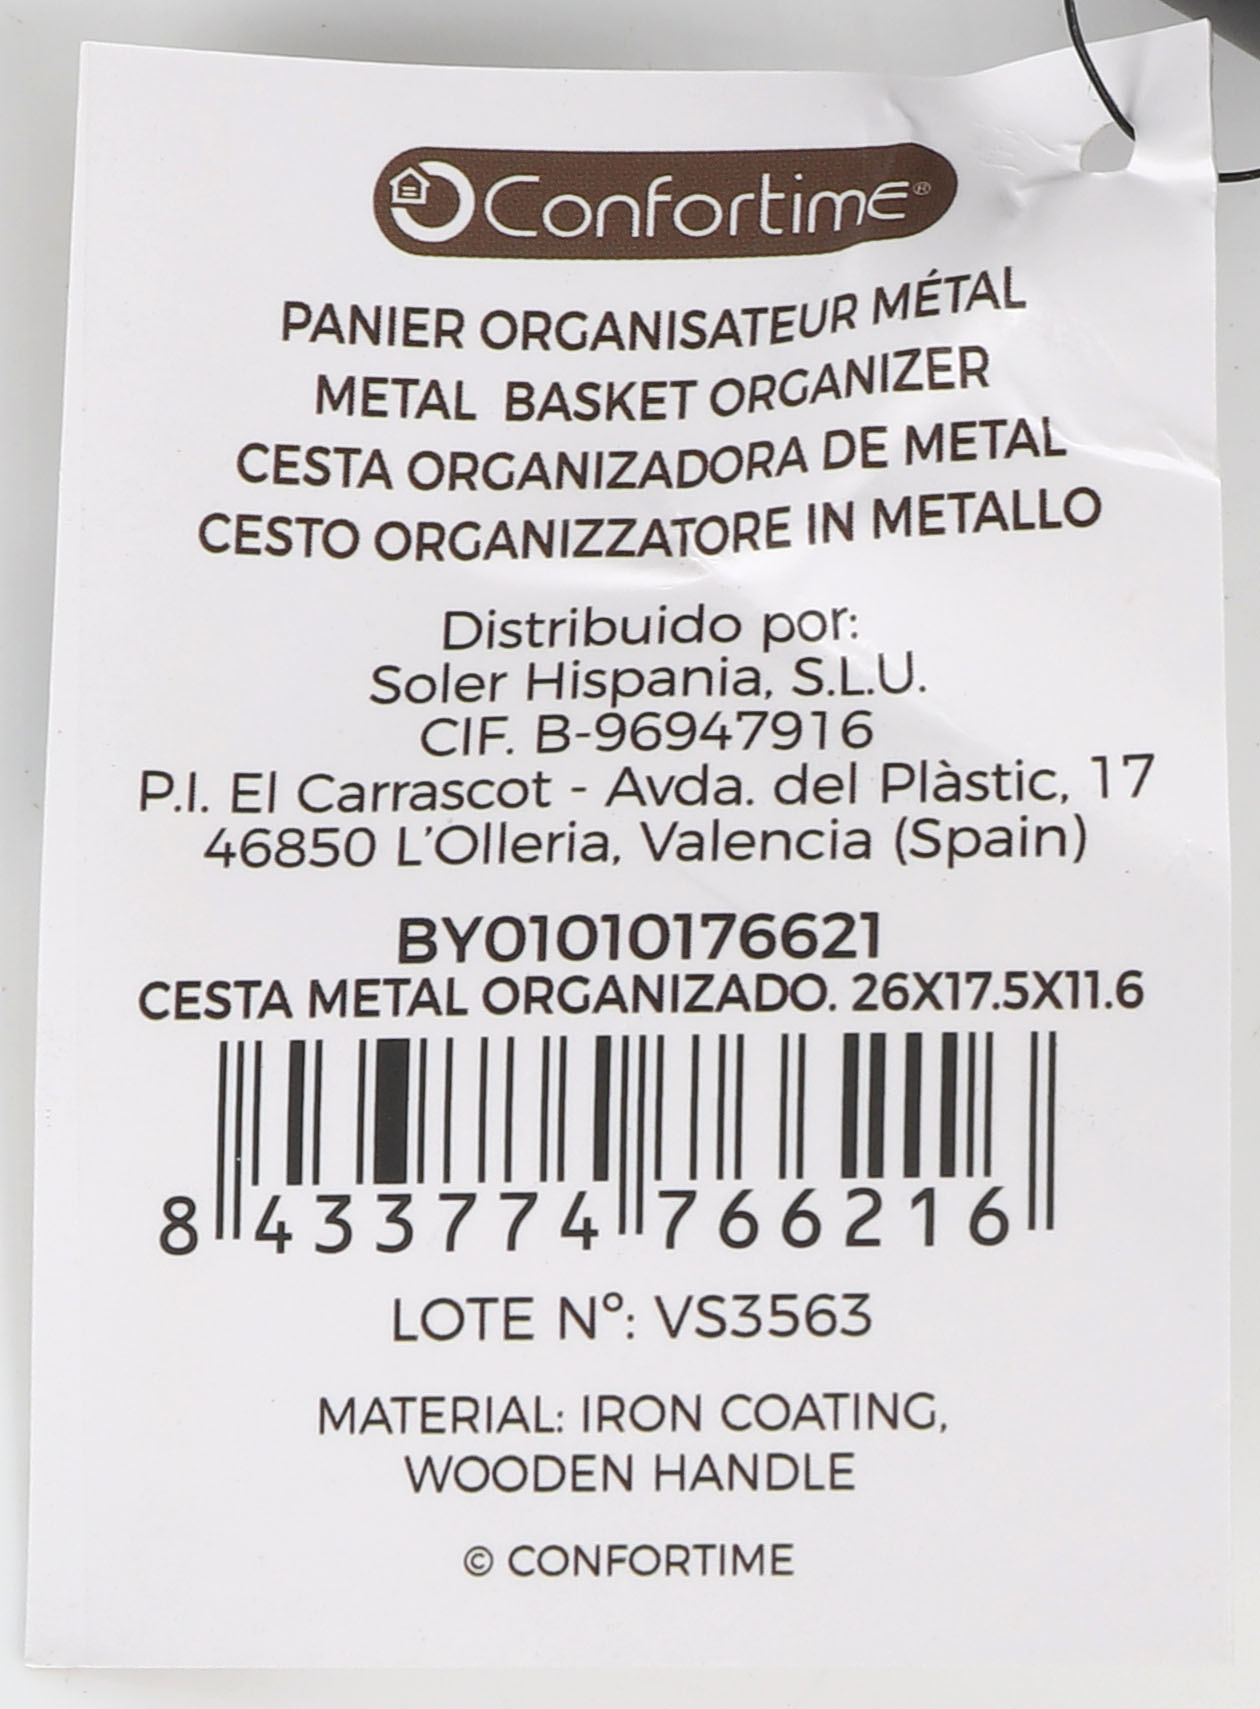 Confortime®
PANIER ORGANISATEUR MÉTAL
METAL BASKET ORGANIZER
CESTA ORGANIZADORA DE METAL
CESTO ORGANIZZATORE IN METALLO
Distribuido por:
Soler Hispania, S.L.U.
CIF. B-96947916
P.I. El Carrascot - Avda. del Plàstic, 17
46850 L'Olleria, Valencia (Spain)
BY01010176621
CESTA METAL ORGANIZADO. 26X17.5X11.6
8 433774 766216
LOTE Nº: VS3563
MATERIAL: IRON COATING,
WOODEN HANDLE
© CONFORTIME